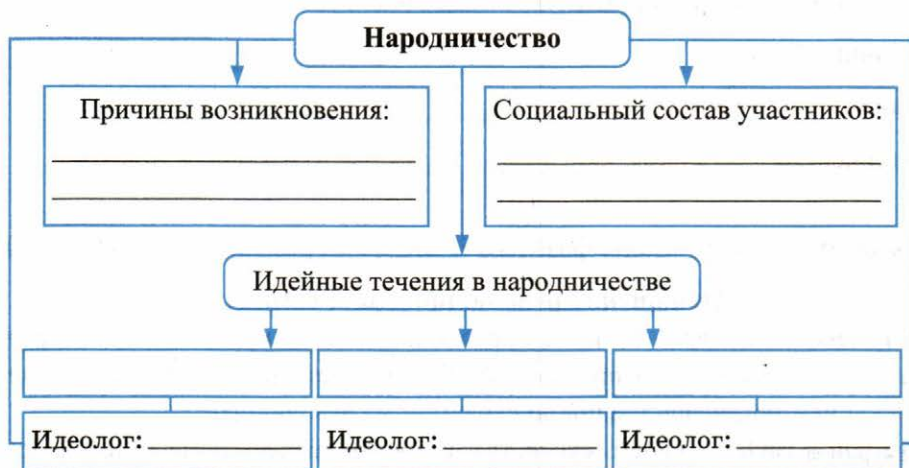 Народничество
Причины возникновения:
Социальный состав участников:
Идейные течения в народничестве
Идеолог:
Идеолог:
Идеолог: